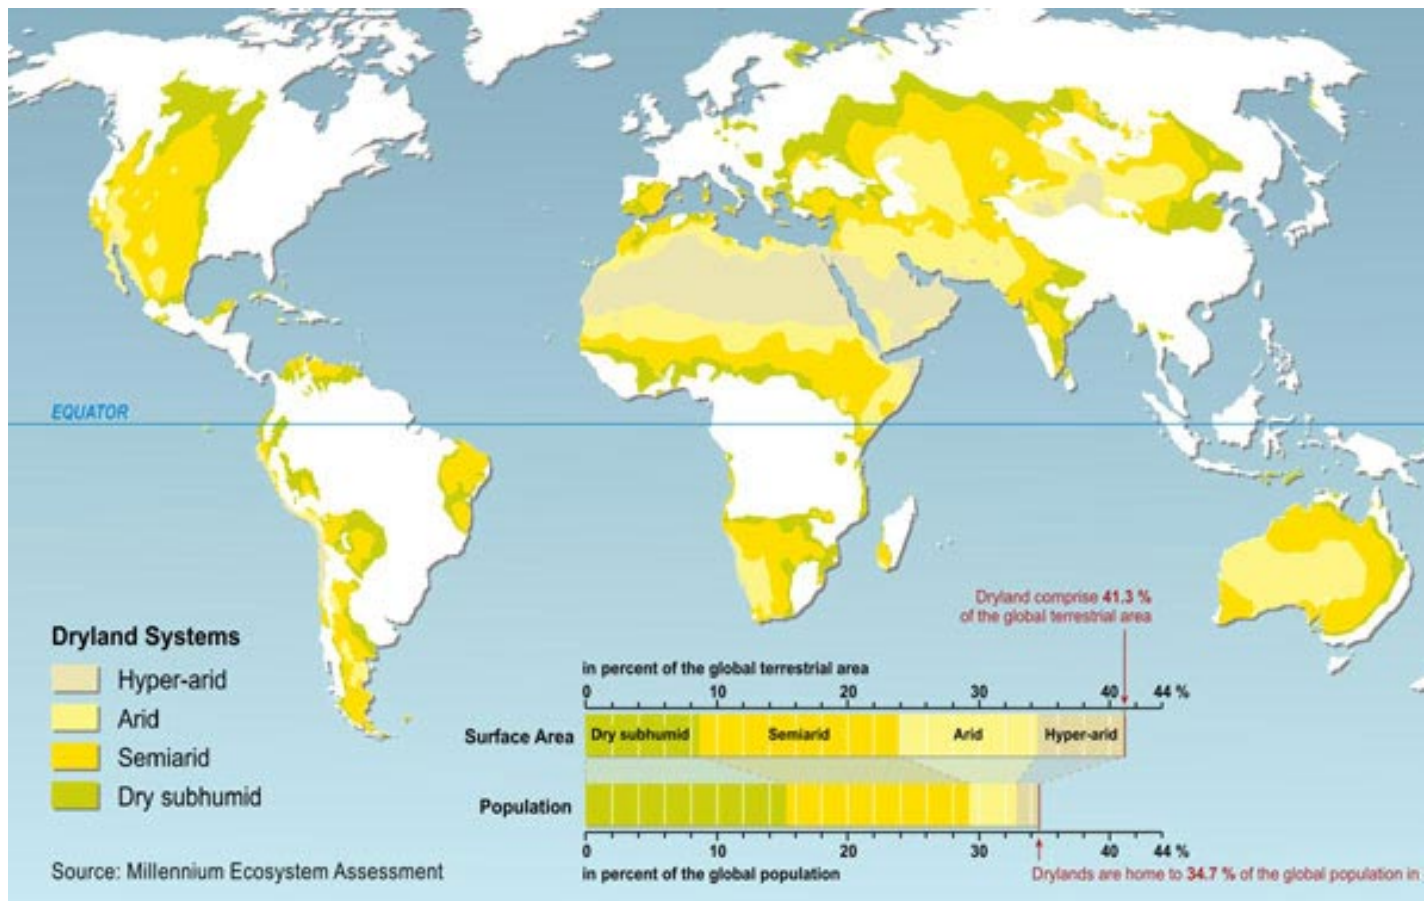 EQUATOR
Dryland Systems
Hyper-arid
Arid
Semiarid
Dry subhumid
Source: Millennium Ecosystem Assessment
Dryland comprise 41.3 %
of the global terrestrial area
in percent of the global terrestrial area
0 10 20 30 40 44 %
Surface Area Dry subhumid Semiarid Arid Hyper-arid
Population
0 10 20 30 40 44 %
in percent of the global population
Drylands are home to 34.7 % of the global population in